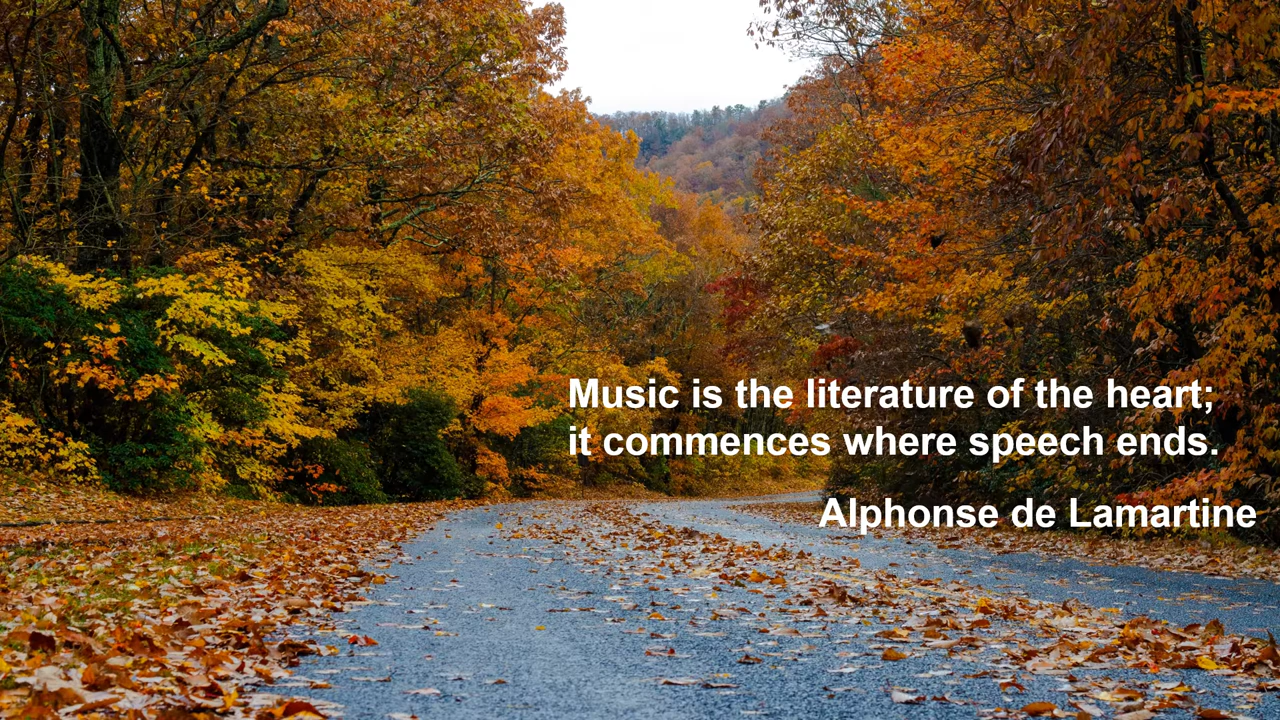 Music is the literature of the heart;
it commences where speech ends.
Alphonse de Lamartine